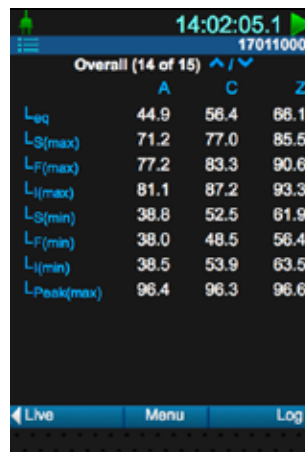 14:02:05.1
17011000
Overall (14 of 15) ^ / v
A C Z
Leq 44.9 56.4 66.1
LS(max) 71.2 77.0 85.5
LF(max) 77.2 83.3 90.6
LI(max) 81.1 87.2 93.3
LS(min) 38.8 52.5 61.9
LF(min) 38.0 48.5 56.4
LI(min) 38.5 53.9 63.5
LPeak(max) 96.4 96.3 96.6
Live Menu Log